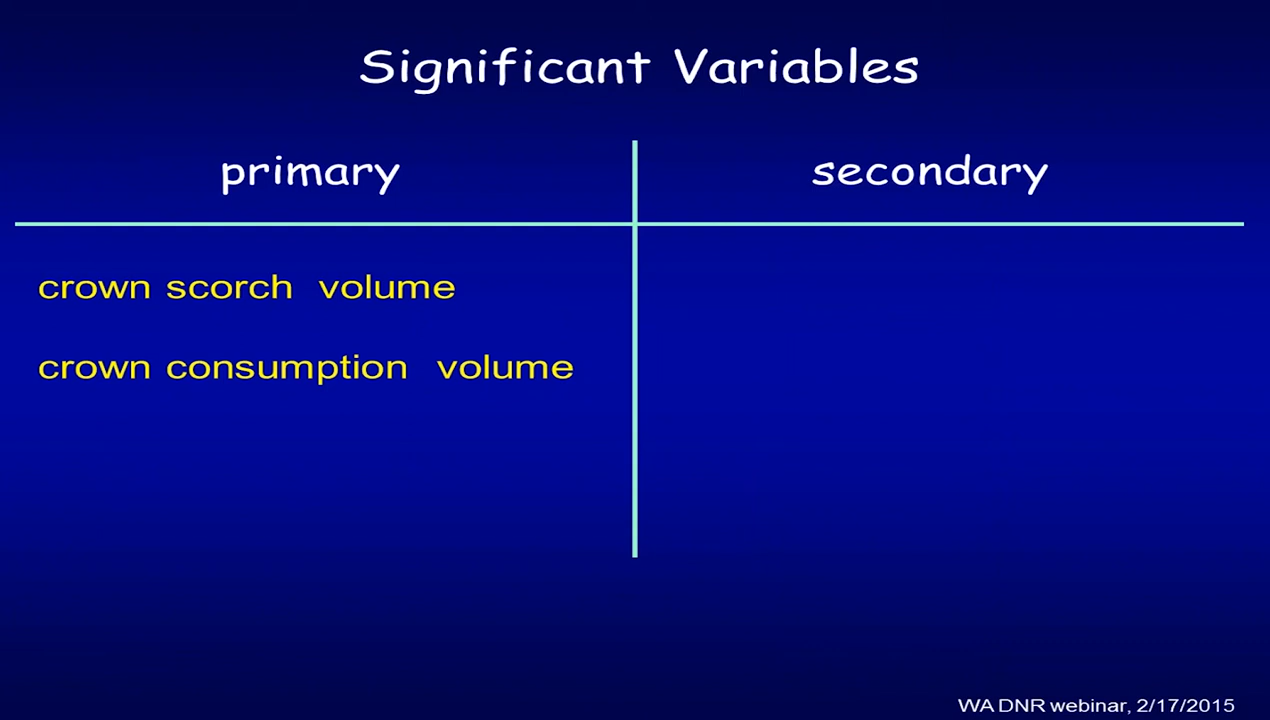 Significant Variables
primary
secondary
crown scorch volume
crown consumption volume
WA DNR webinar, 2/17/2015